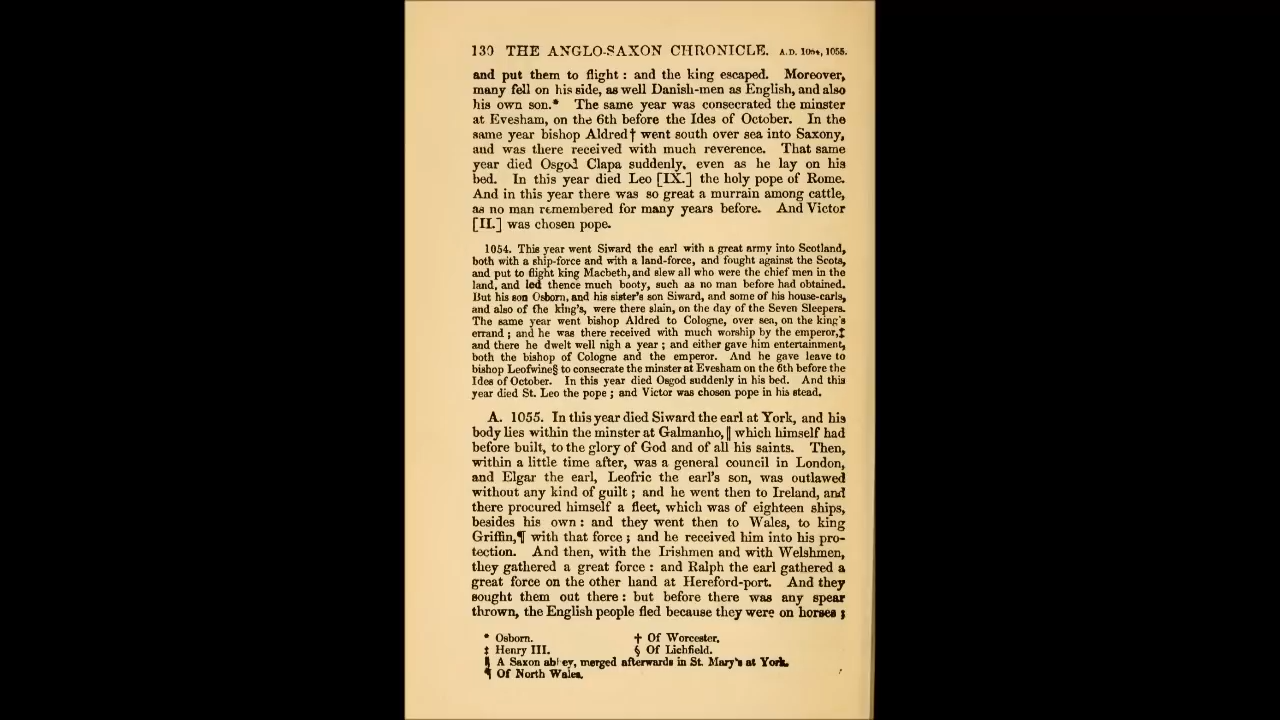 130 THE ANGLO-SAXON CHRONICLE. A.D. 1054, 1055.
and put them to flight : and the king escaped. Moreover,
many fell on his side, as well Danish-men as English, and also
his own son.* The same year was consecrated the minster
at Evesham, on the 6th before the Ides of October. In the
same year bishop Aldred† went south over sea into Saxony,
and was there received with much reverence. That same
year died Osgod Clapa suddenly, even as he lay on his
bed. In this year died Leo [IX.] the holy pope of Rome.
And in this year there was so great a murrain among cattle,
as no man remembered for many years before. And Victor
[II.] was chosen pope.
1054. This year went Siward the earl with a great army into Scotland,
both with a ship-force and with a land-force, and fought against the Scots,
and put to flight king Macbeth, and slew all who were the chief men in the
land, and led thence much booty, such as no man before had obtained.
But his son Osborn, and his sister's son Siward, and some of his house-carls,
and also of the king's, were there slain, on the day of the Seven Sleepers.
The same year went bishop Aldred to Cologne, over sea, on the king's
errand ; and he was there received with much worship by the emperor,‡
and there he dwelt well nigh a year ; and either gave him entertainment,
both the bishop of Cologne and the emperor. And he gave leave to
bishop Leofwine§ to consecrate the minster at Evesham on the 6th before the
Ides of October. In this year died Osgod suddenly in his bed. And this
year died St. Leo the pope ; and Victor was chosen pope in his stead.
A. 1055. In this year died Siward the earl at York, and his
body lies within the minster at Galmanho,‖ which himself had
before built, to the glory of God and of all his saints. Then,
within a little time after, was a general council in London,
and Elgar the earl, Leofric the earl's son, was outlawed
without any kind of guilt ; and he went then to Ireland, and
there procured himself a fleet, which was of eighteen ships,
besides his own : and they went then to Wales, to king
Griffin,¶ with that force ; and he received him into his pro-
tection. And then, with the Irishmen and with Welshmen,
they gathered a great force : and Ralph the earl gathered a
great force on the other hand at Hereford-port. And they
sought them out there : but before there was any spear
thrown, the English people fled because they were on horses ;
* Osborn. † Of Worcester.
‡ Henry III. § Of Lichfield.
‖ A Saxon abbey, merged afterwards in St. Mary's at York.
¶ Of North Wales.